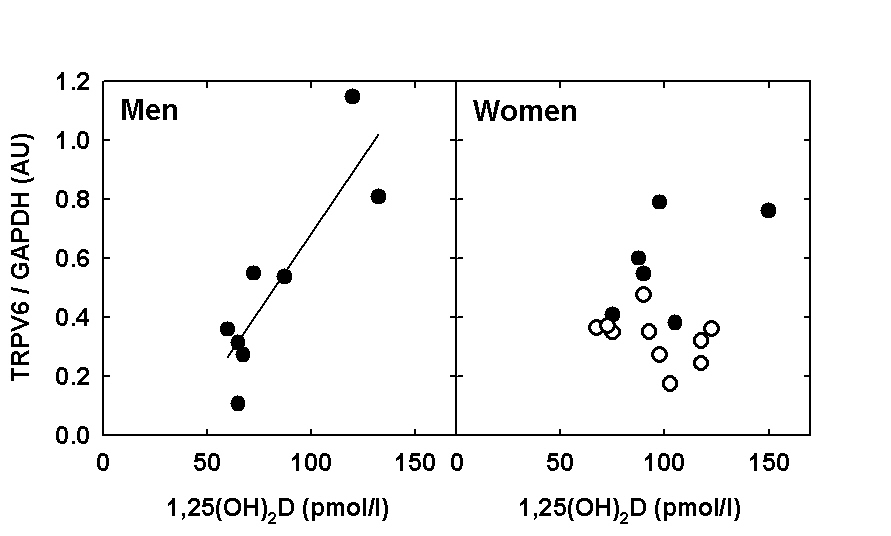 Men
Women
TRPV6 / GAPDH (AU)
1.2
1.0
0.8
0.6
0.4
0.2
0.0
0 50 100 150 0 50 100 150
1,25(OH)₂D (pmol/l) 1,25(OH)₂D (pmol/l)